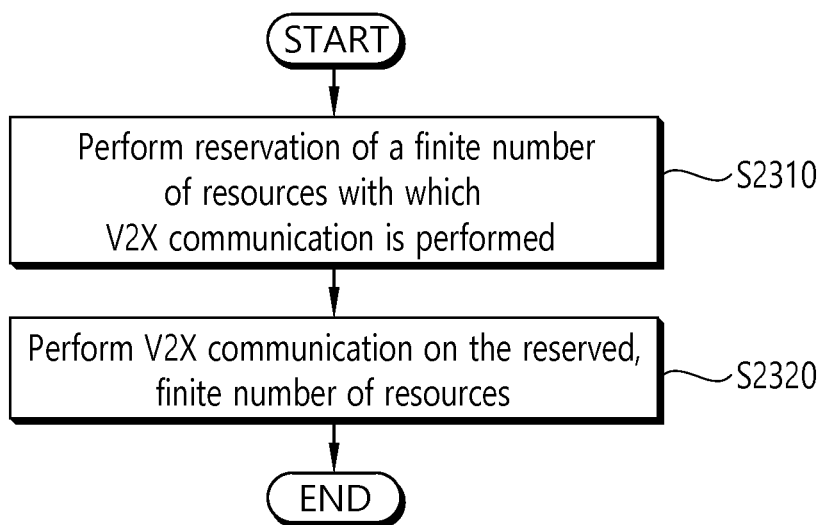 START
Perform reservation of a finite number
of resources with which
V2X communication is performed
S2310
Perform V2X communication on the reserved,
finite number of resources
S2320
END